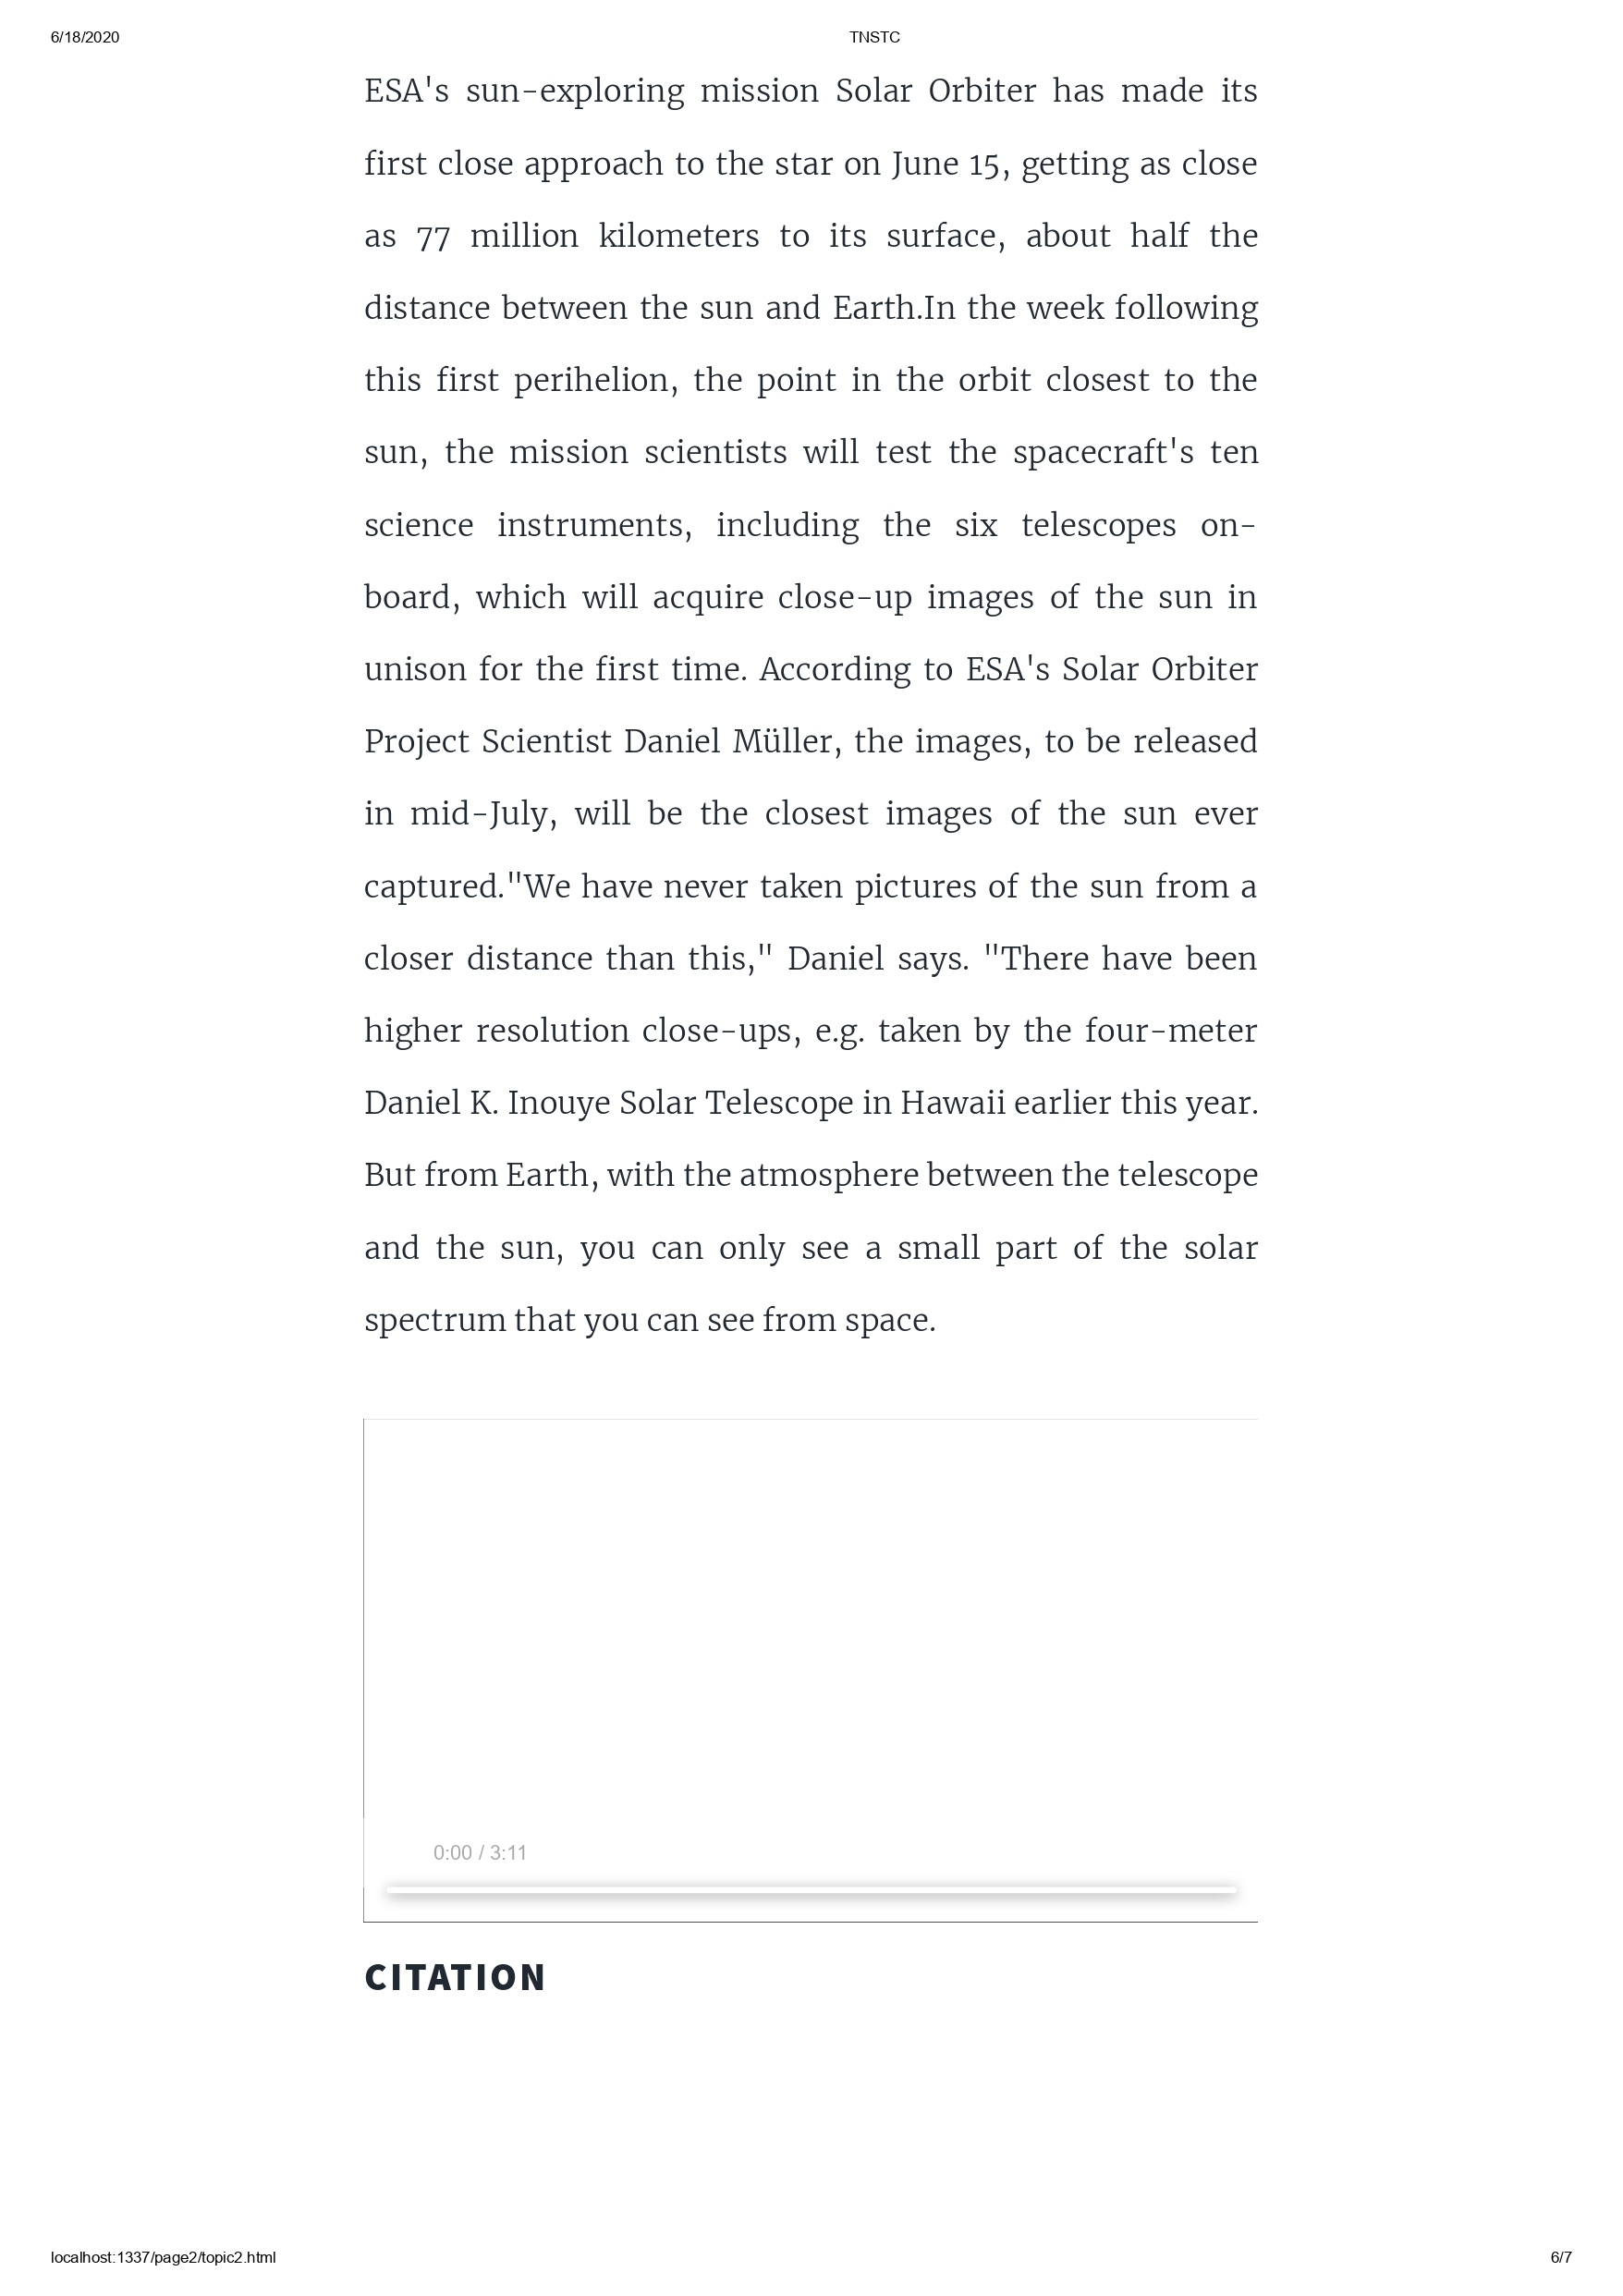 6/18/2020 TNSTC
ESA's sun-exploring mission Solar Orbiter has made its
first close approach to the star on June 15, getting as close
as 77 million kilometers to its surface, about half the
distance between the sun and Earth.In the week following
this first perihelion, the point in the orbit closest to the
sun, the mission scientists will test the spacecraft's ten
science instruments, including the six telescopes on-
board, which will acquire close-up images of the sun in
unison for the first time. According to ESA's Solar Orbiter
Project Scientist Daniel Müller, the images, to be released
in mid-July, will be the closest images of the sun ever
captured."We have never taken pictures of the sun from a
closer distance than this," Daniel says. "There have been
higher resolution close-ups, e.g. taken by the four-meter
Daniel K. Inouye Solar Telescope in Hawaii earlier this year.
But from Earth, with the atmosphere between the telescope
and the sun, you can only see a small part of the solar
spectrum that you can see from space.
0:00 / 3:11
CITATION
localhost:1337/page2/topic2.html 6/7